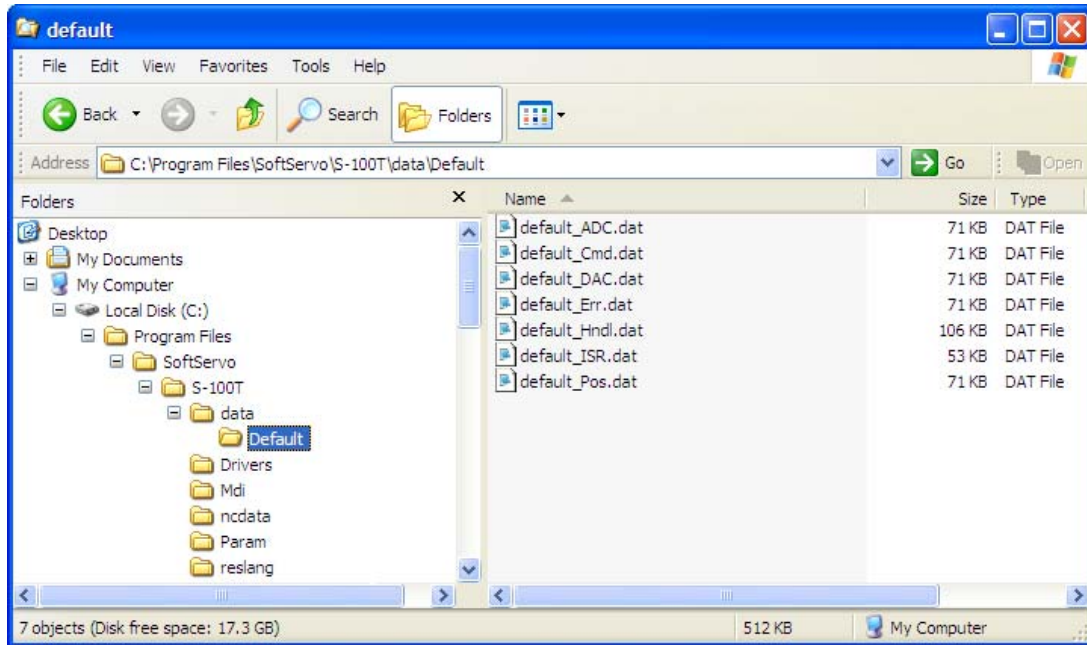 default
File Edit View Favorites Tools Help
Back Search Folders
Address C:\Program Files\SoftServo\S-100T\data\Default Go Open
Folders x
Desktop
My Documents
My Computer
Local Disk (C:)
Program Files
SoftServo
S-100T
data
Default
Drivers
Mdi
ncdata
Param
reslang
Name Size Type
default_ADC.dat 71 KB DAT File
default_Cmd.dat 71 KB DAT File
default_DAC.dat 71 KB DAT File
default_Err.dat 71 KB DAT File
default_Hndl.dat 106 KB DAT File
default_ISR.dat 53 KB DAT File
default_Pos.dat 71 KB DAT File
7 objects (Disk free space: 17.3 GB) 512 KB My Computer